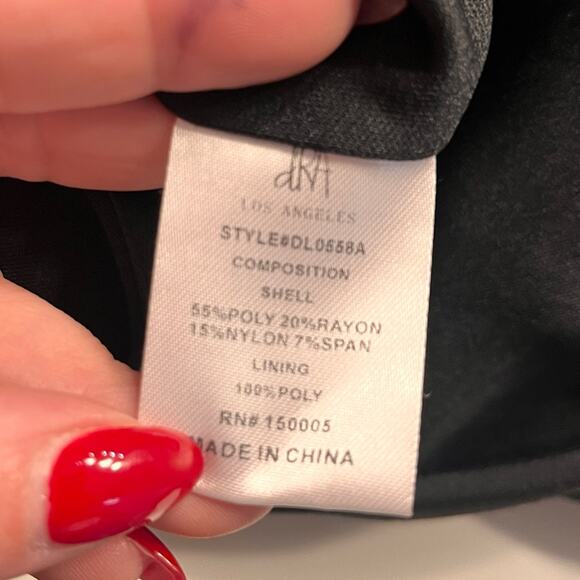 dRA
LOS ANGELES
STYLE#DL0558A
COMPOSITION
SHELL
55%POLY 20%RAYON
15%NYLON 7%SPAN
LINING
100%POLY
RN# 150005
MADE IN CHINA